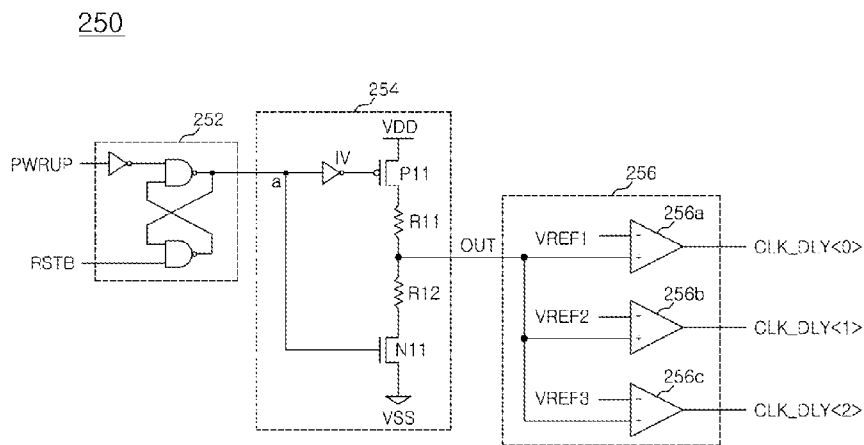 250
252
254
256
VDD
PWRUP
IV
P11
a
256a
R11
VREF1
CLK_DLY<0>
OUT
RSTB
R12
256b
VREF2
CLK_DLY<1>
N11
256c
VREF3
CLK_DLY<2>
VSS